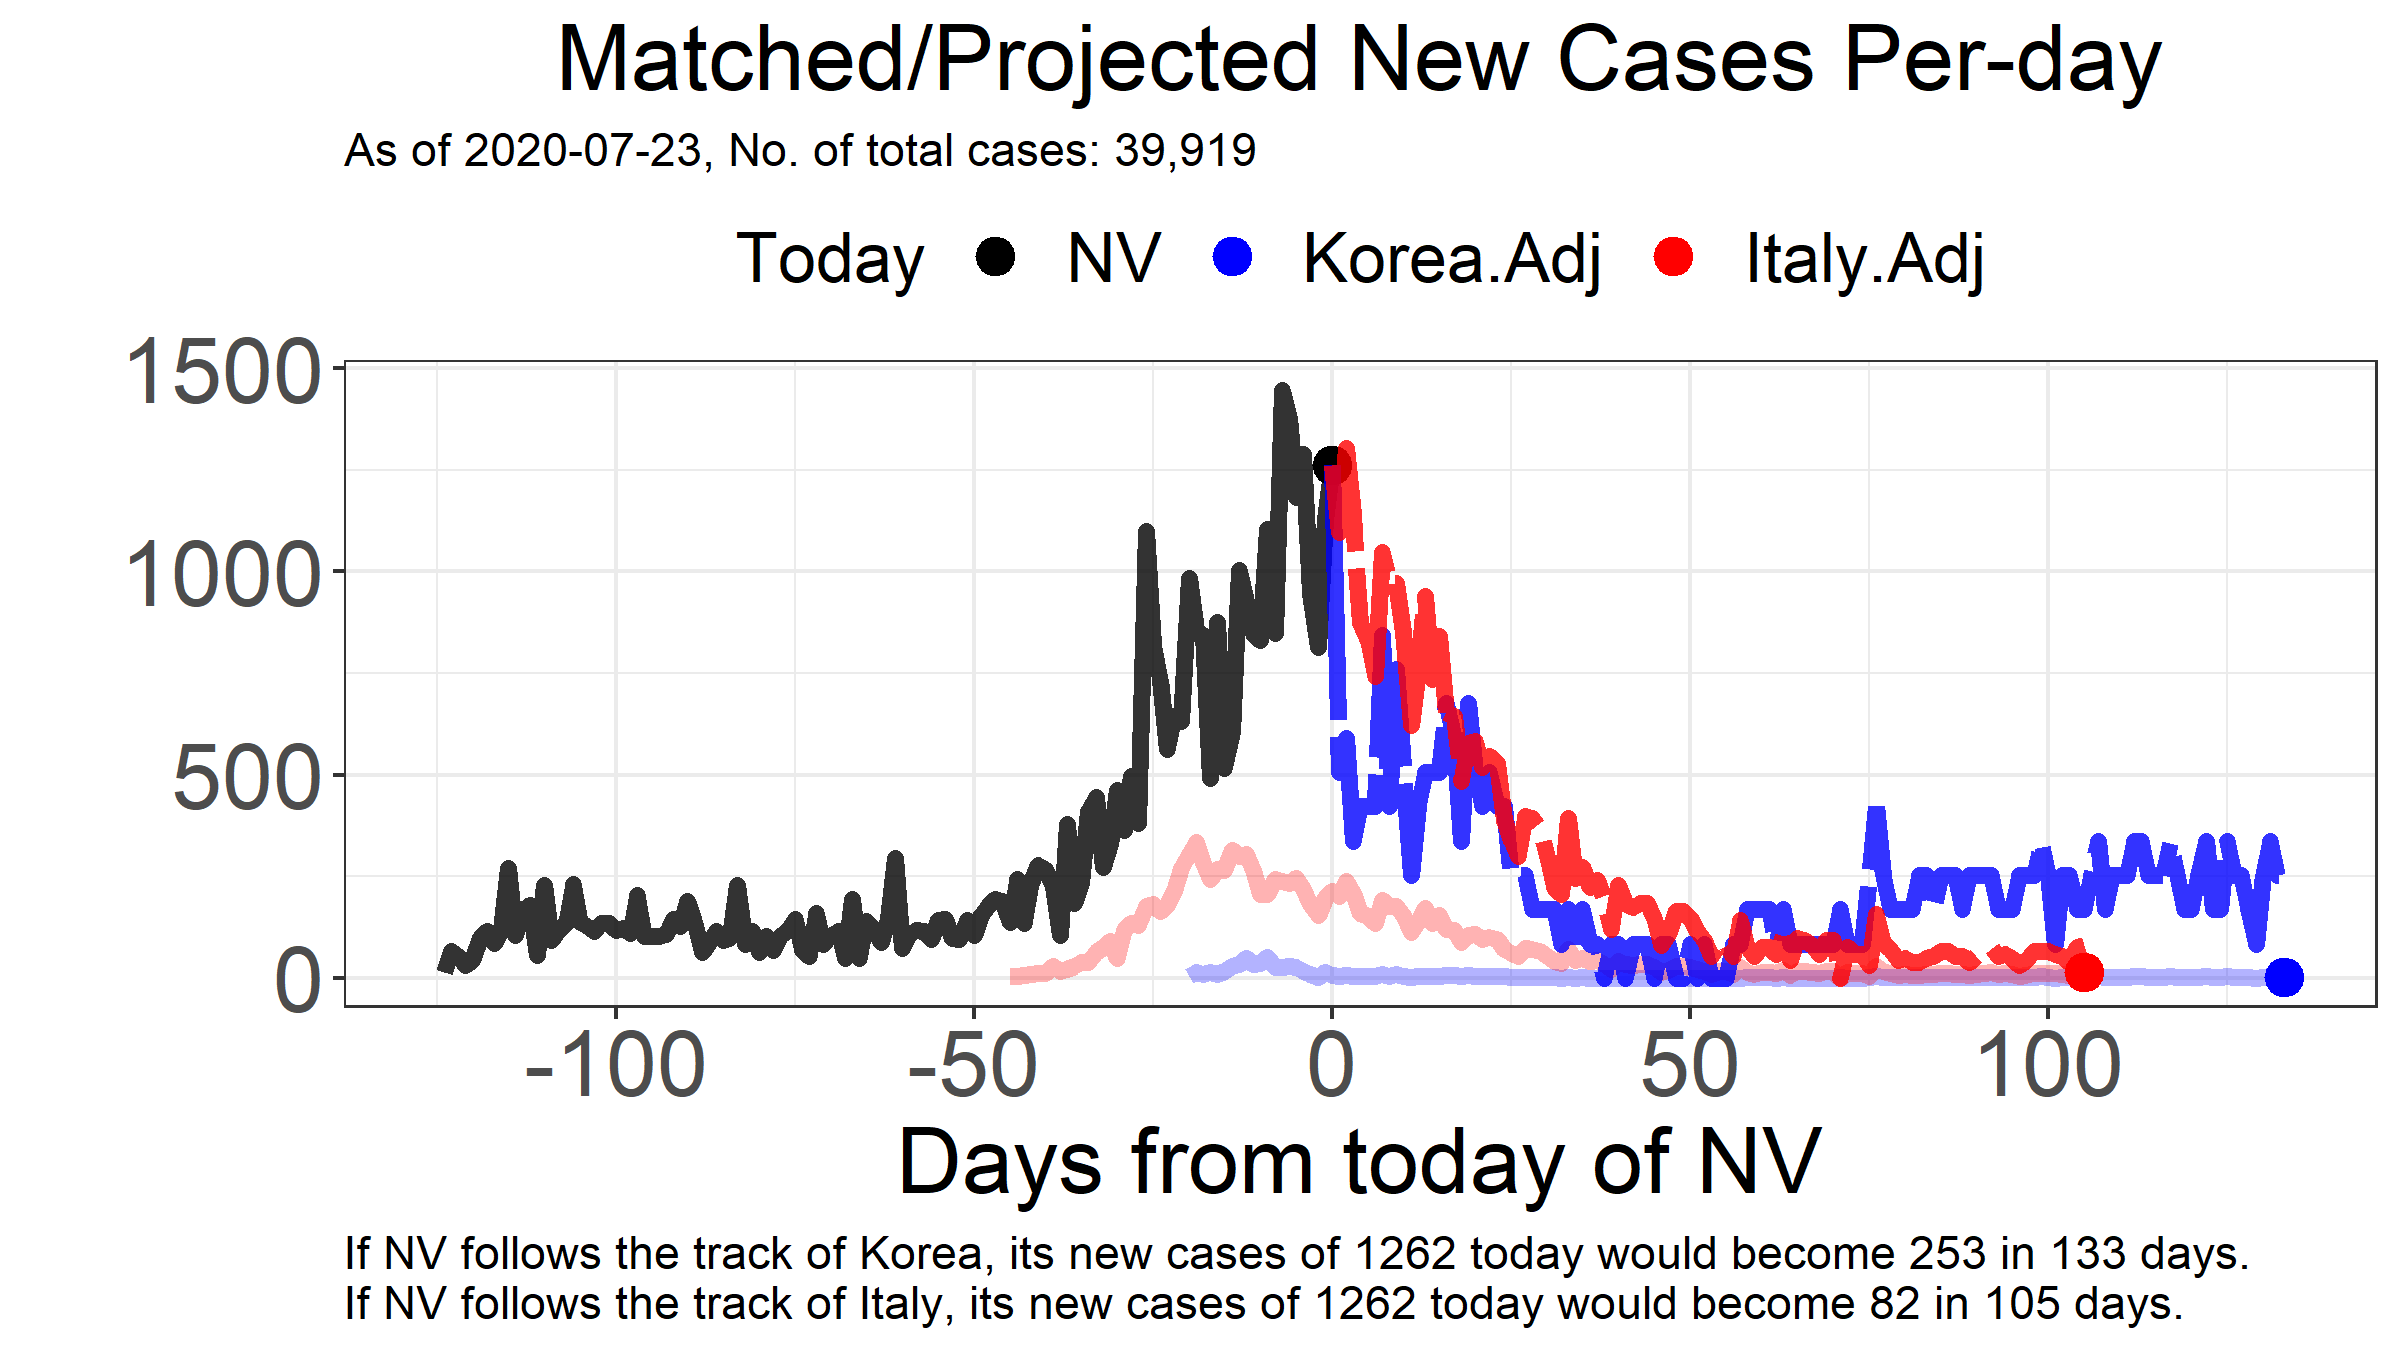 Matched/Projected New Cases Per-day
As of 2020-07-23, No. of total cases: 39,919
Today NV Korea.Adj Italy.Adj
1500
1000
500
0
-100 -50 0 50 100
Days from today of NV
If NV follows the track of Korea, its new cases of 1262 today would become 253 in 133 days.
If NV follows the track of Italy, its new cases of 1262 today would become 82 in 105 days.